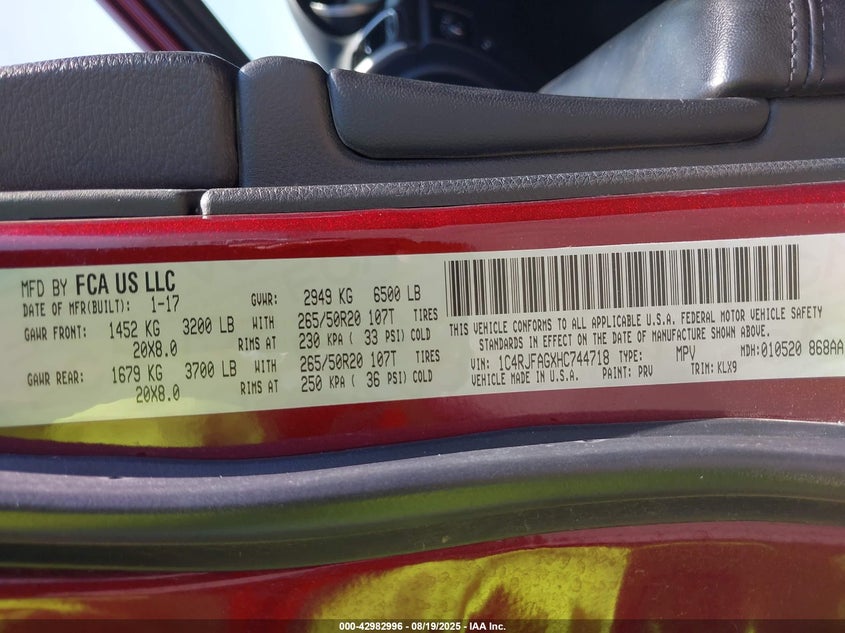 MFD BY FCA US LLC
DATE OF MFR(BUILT): 1-17 GVWR: 2949 KG 6500 LB
GAWR FRONT: 1452 KG 3200 LB WITH 265/50R20 107T TIRES
20X8.0 RIMS AT 230 KPA ( 33 PSI) COLD
GAWR REAR: 1679 KG 3700 LB WITH 265/50R20 107T TIRES
20X8.0 RIMS AT 250 KPA ( 36 PSI) COLD
THIS VEHICLE CONFORMS TO ALL APPLICABLE U.S.A. FEDERAL MOTOR VEHICLE SAFETY
STANDARDS IN EFFECT ON THE DATE OF MANUFACTURE SHOWN ABOVE.
VIN: 1C4RJFAGXHC744718 TYPE: MPV MDH:010520 868AA
VEHICLE MADE IN U.S.A. PAINT: PRV TRIM: KLX9
000-42982996 - 08/19/2025 - IAA Inc.